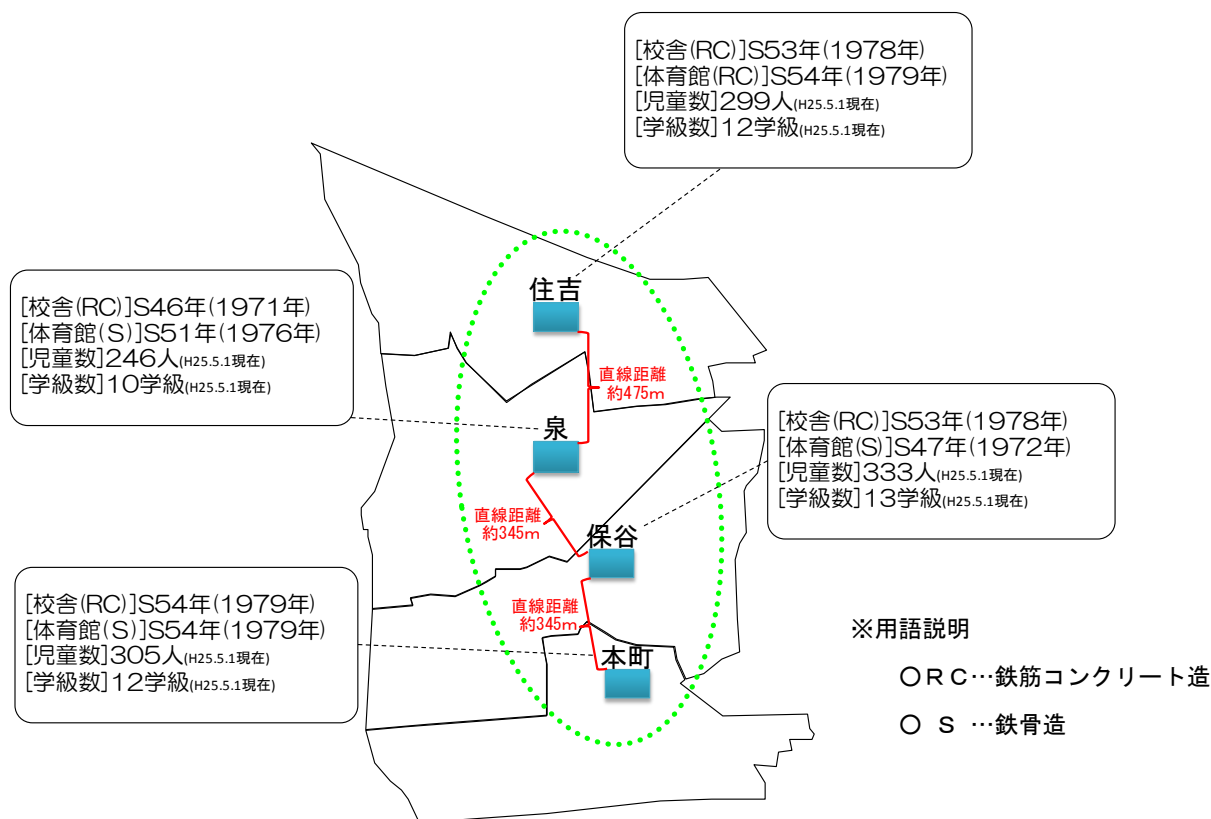 [校舎(RC)]S53年(1978年)
[体育館(RC)]S54年(1979年)
[児童数]299人(H25.5.1現在)
[学級数]12学級(H25.5.1現在)
住吉
[校舎(RC)]S46年(1971年)
[体育館(S)]S51年(1976年)
[児童数]246人(H25.5.1現在)
[学級数]10学級(H25.5.1現在)
直線距離
約475m
泉
[校舎(RC)]S53年(1978年)
[体育館(S)]S47年(1972年)
[児童数]333人(H25.5.1現在)
[学級数]13学級(H25.5.1現在)
直線距離
約345m
保谷
[校舎(RC)]S54年(1979年)
[体育館(S)]S54年(1979年)
[児童数]305人(H25.5.1現在)
[学級数]12学級(H25.5.1現在)
直線距離
約345m
本町
※用語説明
〇ＲＣ…鉄筋コンクリート造
〇 Ｓ …鉄骨造